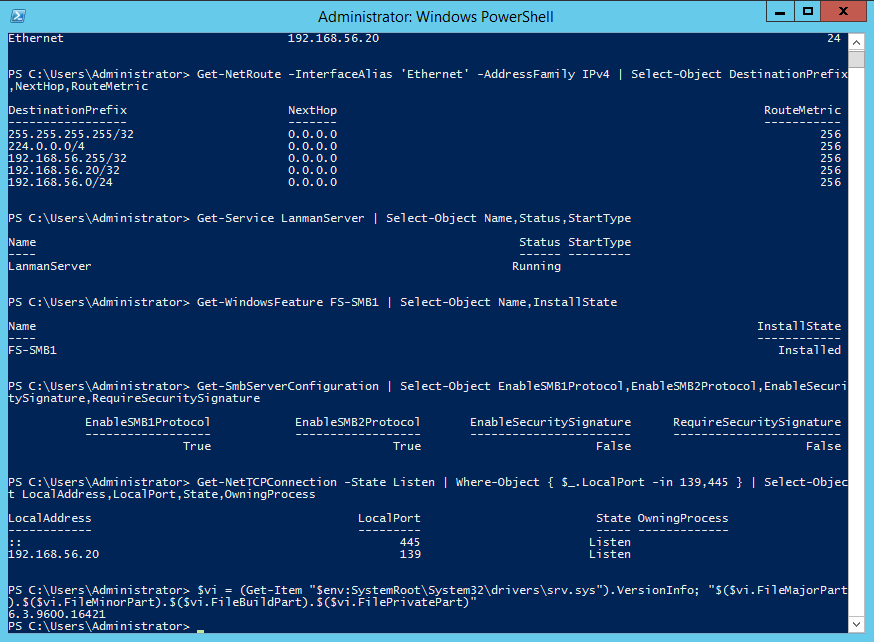 Administrator: Windows PowerShell
Ethernet 192.168.56.20 24
PS C:\Users\Administrator> Get-NetRoute -InterfaceAlias 'Ethernet' -AddressFamily IPv4 | Select-Object DestinationPrefix
,NextHop,RouteMetric
DestinationPrefix NextHop RouteMetric
----------------- ------- -----------
255.255.255.255/32 0.0.0.0 256
224.0.0.0/4 0.0.0.0 256
192.168.56.255/32 0.0.0.0 256
192.168.56.20/32 0.0.0.0 256
192.168.56.0/24 0.0.0.0 256
PS C:\Users\Administrator> Get-Service LanmanServer | Select-Object Name,Status,StartType
Name Status StartType
---- ------ ---------
LanmanServer Running
PS C:\Users\Administrator> Get-WindowsFeature FS-SMB1 | Select-Object Name,InstallState
Name InstallState
---- ------------
FS-SMB1 Installed
PS C:\Users\Administrator> Get-SmbServerConfiguration | Select-Object EnableSMB1Protocol,EnableSMB2Protocol,EnableSecuri
tySignature,RequireSecuritySignature
EnableSMB1Protocol EnableSMB2Protocol EnableSecuritySignature RequireSecuritySignature
------------------ ------------------ ----------------------- ------------------------
True True False False
PS C:\Users\Administrator> Get-NetTCPConnection -State Listen | Where-Object { $_.LocalPort -in 139,445 } | Select-Objec
t LocalAddress,LocalPort,State,OwningProcess
LocalAddress LocalPort State OwningProcess
------------ --------- ----- -------------
:: 445 Listen
192.168.56.20 139 Listen
PS C:\Users\Administrator> $vi = (Get-Item "$env:SystemRoot\System32\drivers\srv.sys").VersionInfo; "$($vi.FileMajorPart
).$($vi.FileMinorPart).$($vi.FileBuildPart).$($vi.FilePrivatePart)"
6.3.9600.16421
PS C:\Users\Administrator> _